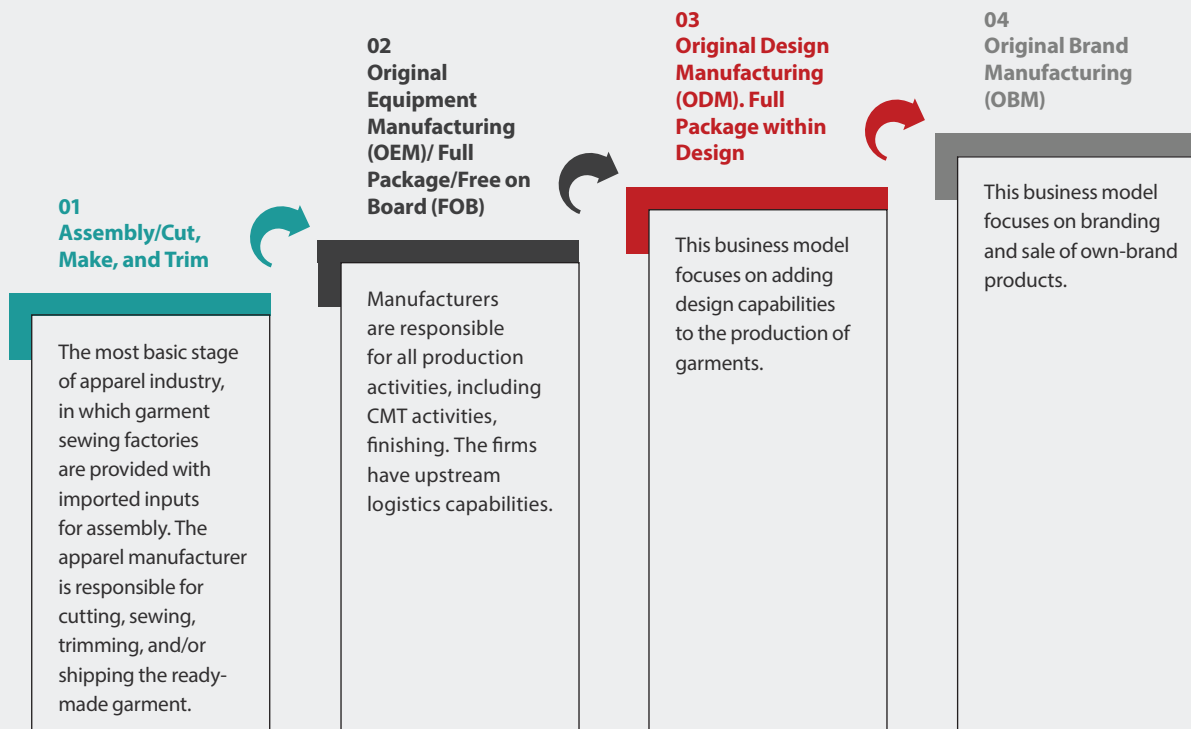 01
Assembly/Cut,
Make, and Trim
The most basic stage
of apparel industry,
in which garment
sewing factories
are provided with
imported inputs
for assembly. The
apparel manufacturer
is responsible for
cutting, sewing,
trimming, and/or
shipping the ready-
made garment.
02
Original
Equipment
Manufacturing
(OEM)/ Full
Package/Free on
Board (FOB)
Manufacturers
are responsible
for all production
activities, including
CMT activities,
finishing. The firms
have upstream
logistics capabilities.
03
Original Design
Manufacturing
(ODM). Full
Package within
Design
This business model
focuses on adding
design capabilities
to the production of
garments.
04
Original Brand
Manufacturing
(OBM)
This business model
focuses on branding
and sale of own-brand
products.